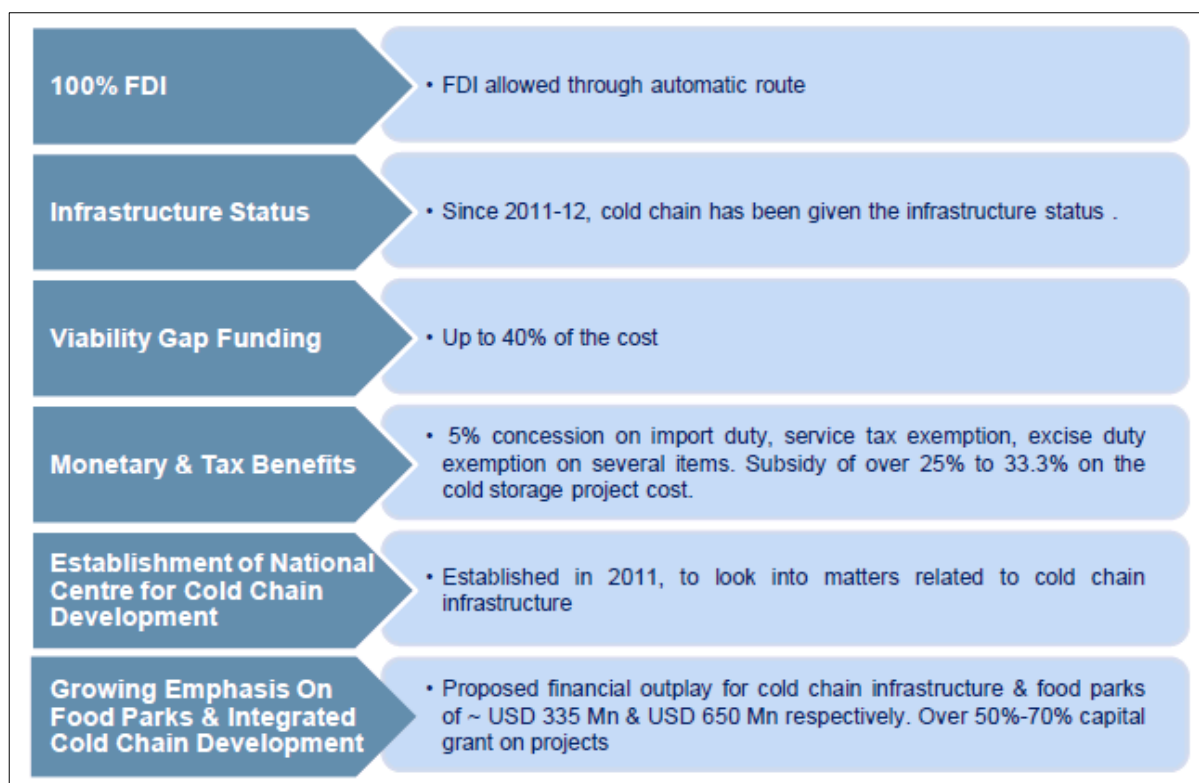 100% FDI
• FDI allowed through automatic route
Infrastructure Status
• Since 2011-12, cold chain has been given the infrastructure status .
Viability Gap Funding
• Up to 40% of the cost
Monetary & Tax Benefits
• 5% concession on import duty, service tax exemption, excise duty
exemption on several items. Subsidy of over 25% to 33.3% on the
cold storage project cost.
Establishment of National
Centre for Cold Chain
Development
• Established in 2011, to look into matters related to cold chain
infrastructure
Growing Emphasis On
Food Parks & Integrated
Cold Chain Development
• Proposed financial outplay for cold chain infrastructure & food parks
of ~ USD 335 Mn & USD 650 Mn respectively. Over 50%-70% capital
grant on projects